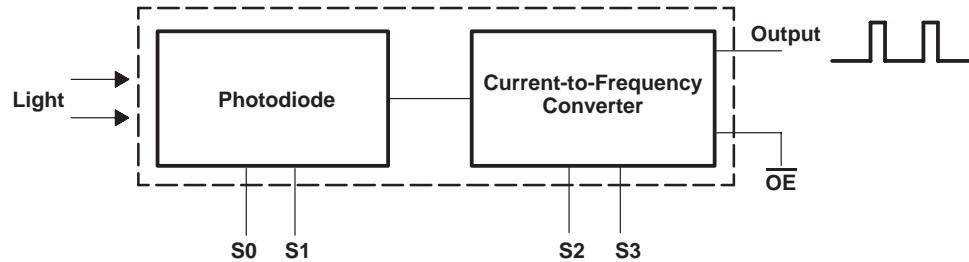 Light
Photodiode
Current-to-Frequency
Converter
Output
OE
S0
S1
S2
S3